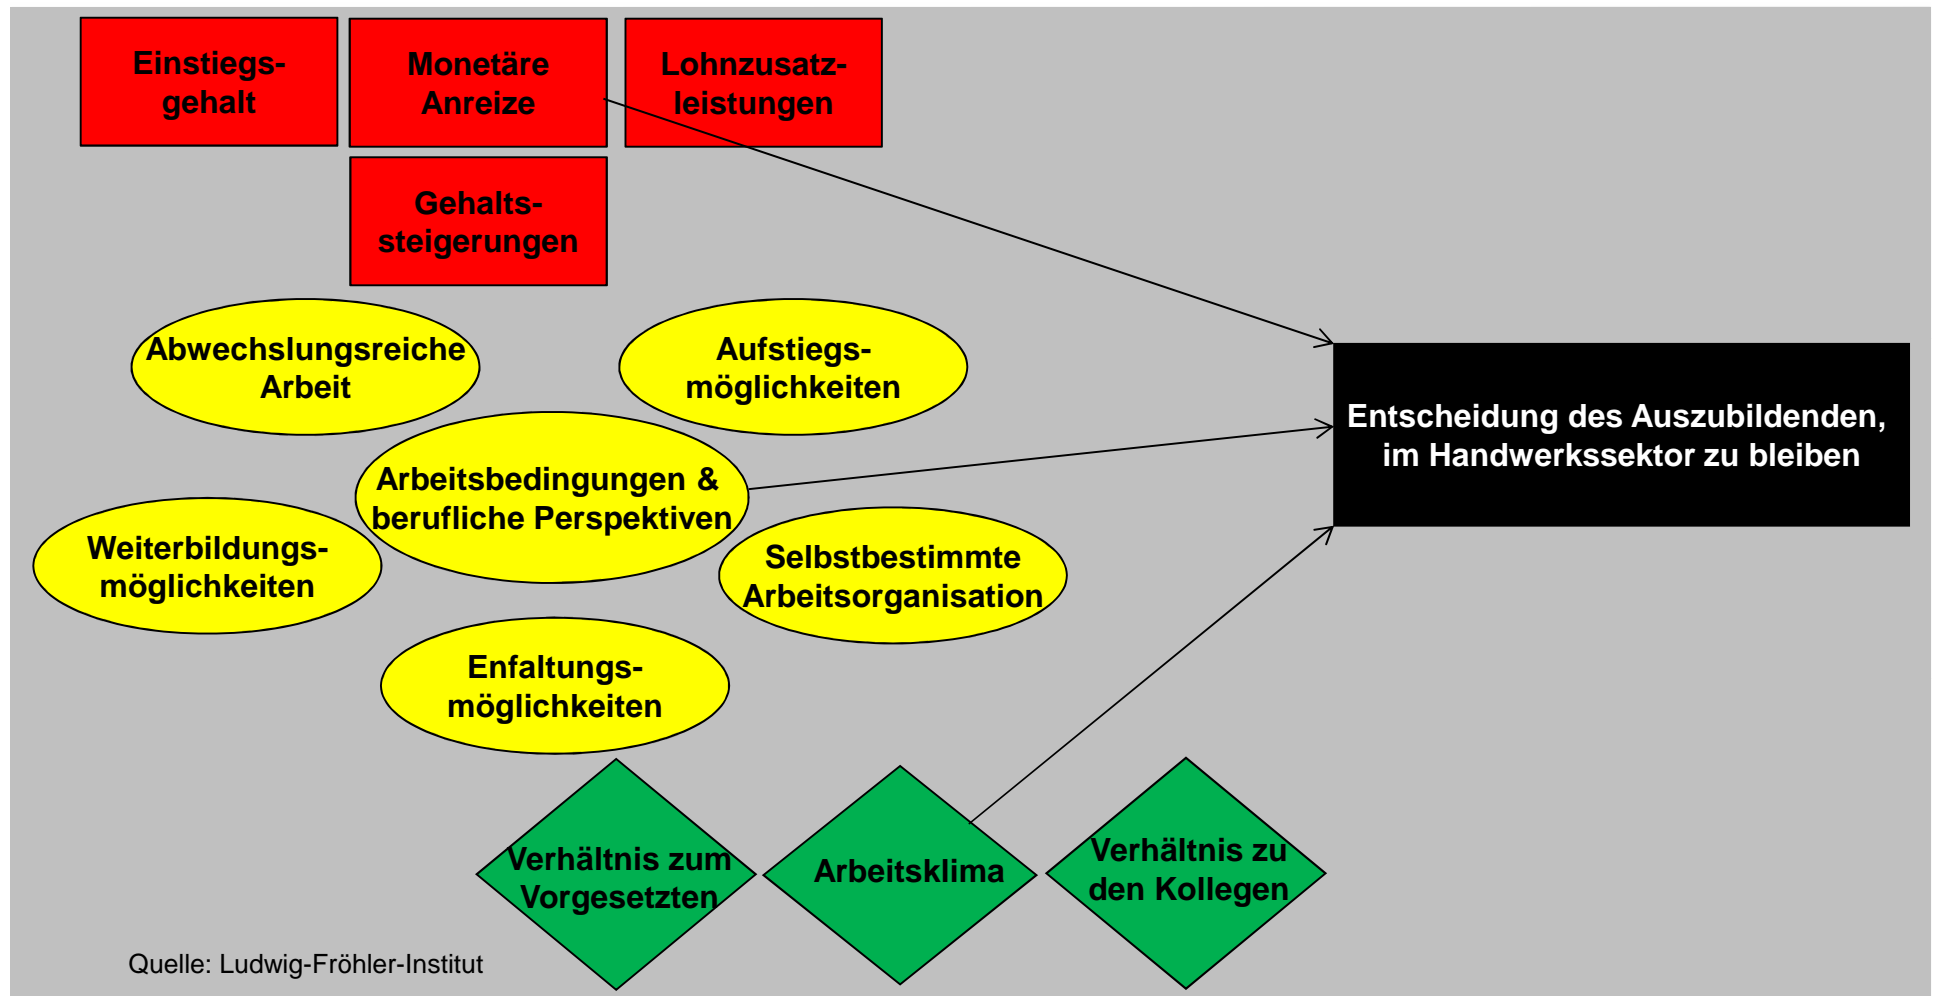 Einstiegs-
gehalt
Monetäre
Anreize
Lohnzusatz-
leistungen
Gehalts-
steigerungen
Abwechslungsreiche
Arbeit
Aufstiegs-
möglichkeiten
Arbeitsbedingungen &
berufliche Perspektiven
Weiterbildungs-
möglichkeiten
Selbstbestimmte
Arbeitsorganisation
Enfaltungs-
möglichkeiten
Entscheidung des Auszubildenden,
im Handwerkssektor zu bleiben
Verhältnis zum
Vorgesetzten
Arbeitsklima
Verhältnis zu
den Kollegen
Quelle: Ludwig-Fröhler-Institut